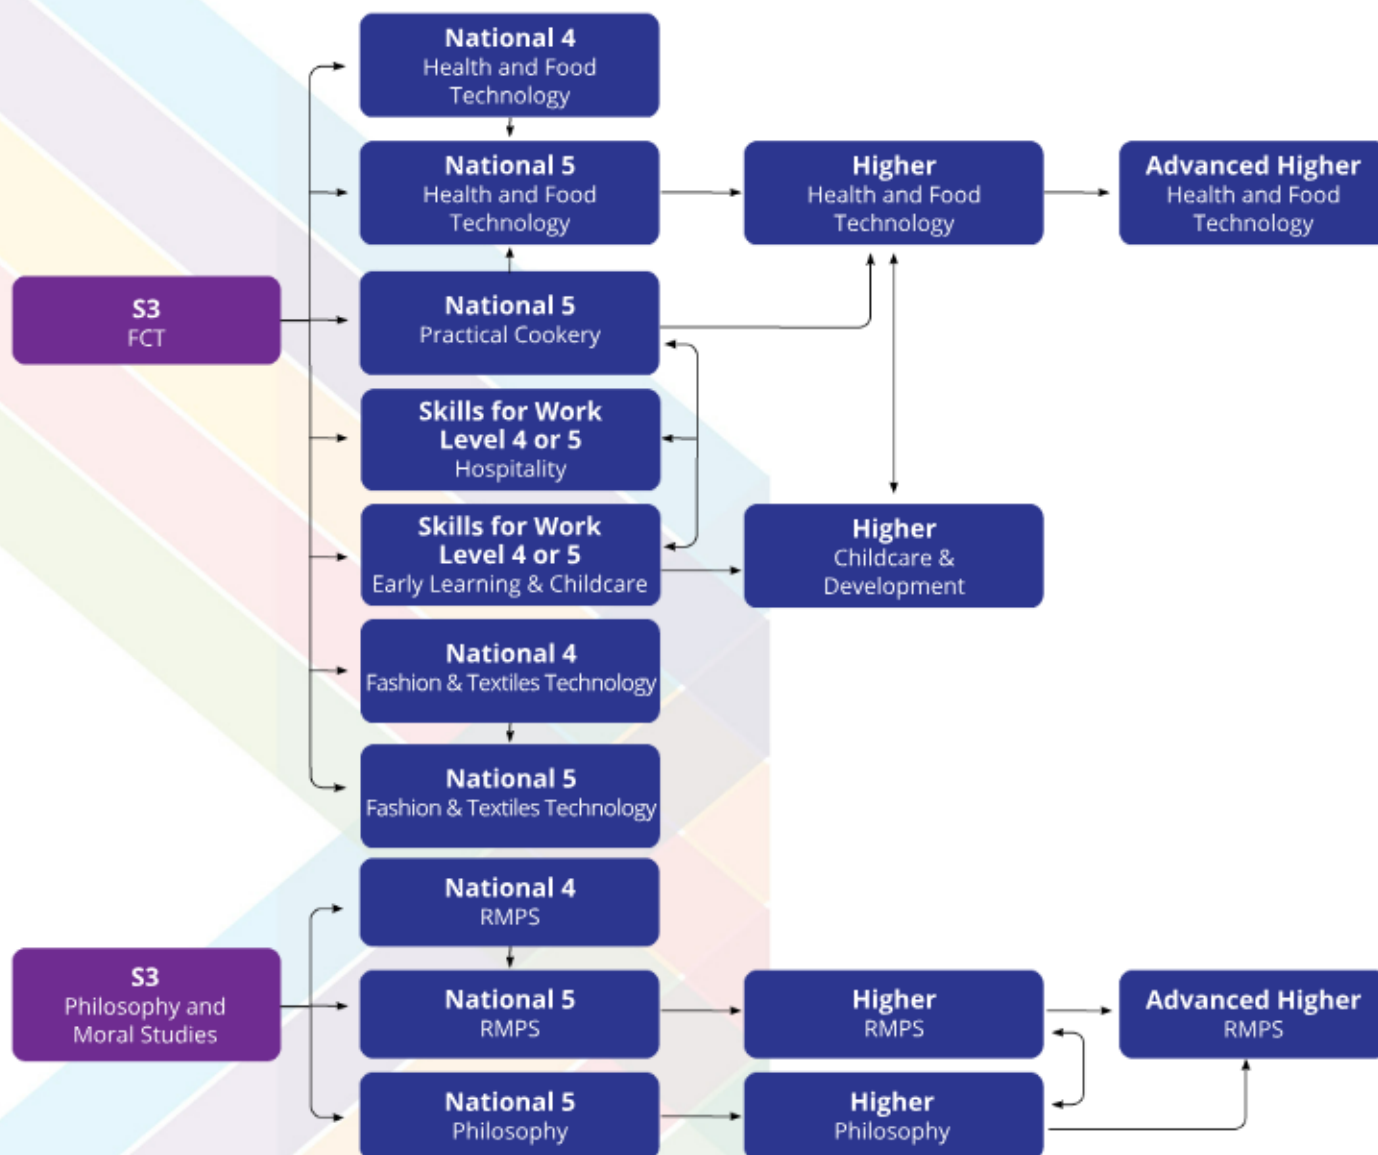 National 4
Health and Food
Technology
National 5
Health and Food
Technology
Higher
Health and Food
Technology
Advanced Higher
Health and Food
Technology
S3
FCT
National 5
Practical Cookery
Skills for Work
Level 4 or 5
Hospitality
Skills for Work
Level 4 or 5
Early Learning & Childcare
Higher
Childcare &
Development
National 4
Fashion & Textiles Technology
National 5
Fashion & Textiles Technology
National 4
RMPS
S3
Philosophy and
Moral Studies
National 5
RMPS
Higher
RMPS
Advanced Higher
RMPS
National 5
Philosophy
Higher
Philosophy